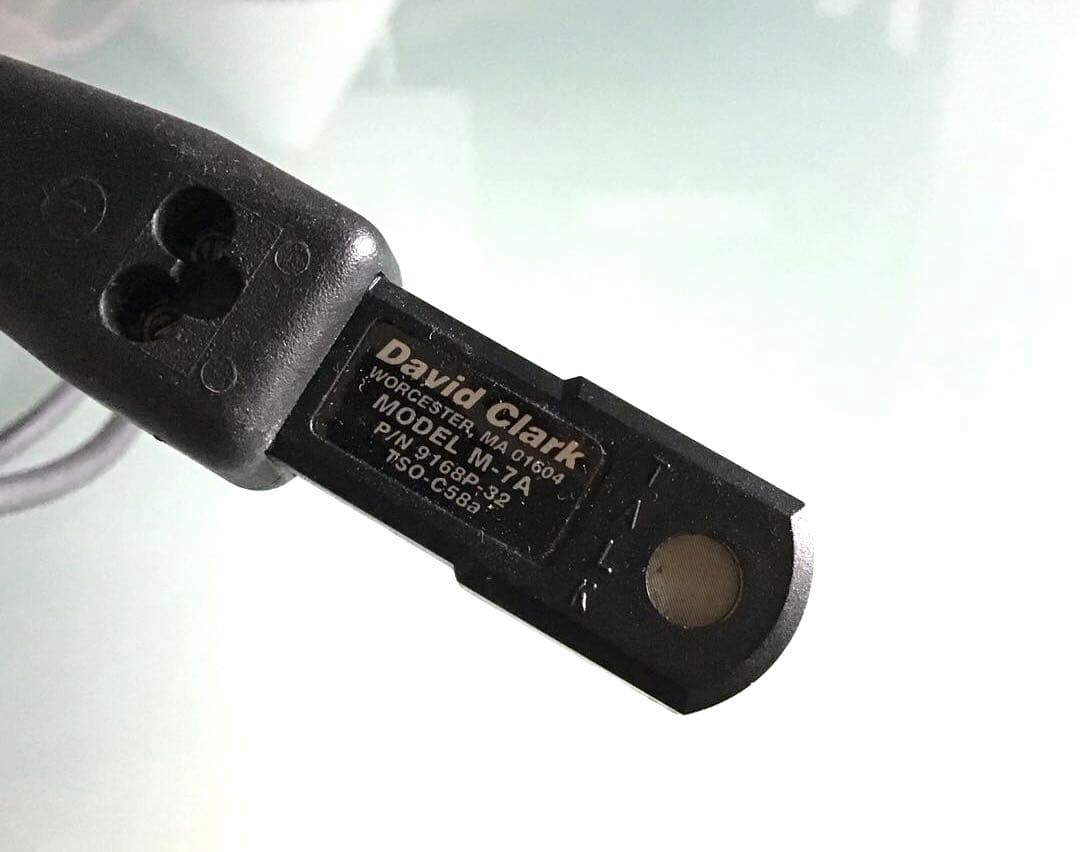 David Clark
WORCESTER, MA 01604
MODEL M-7A
P/N 9168P-32
TSO-C58a
TALK